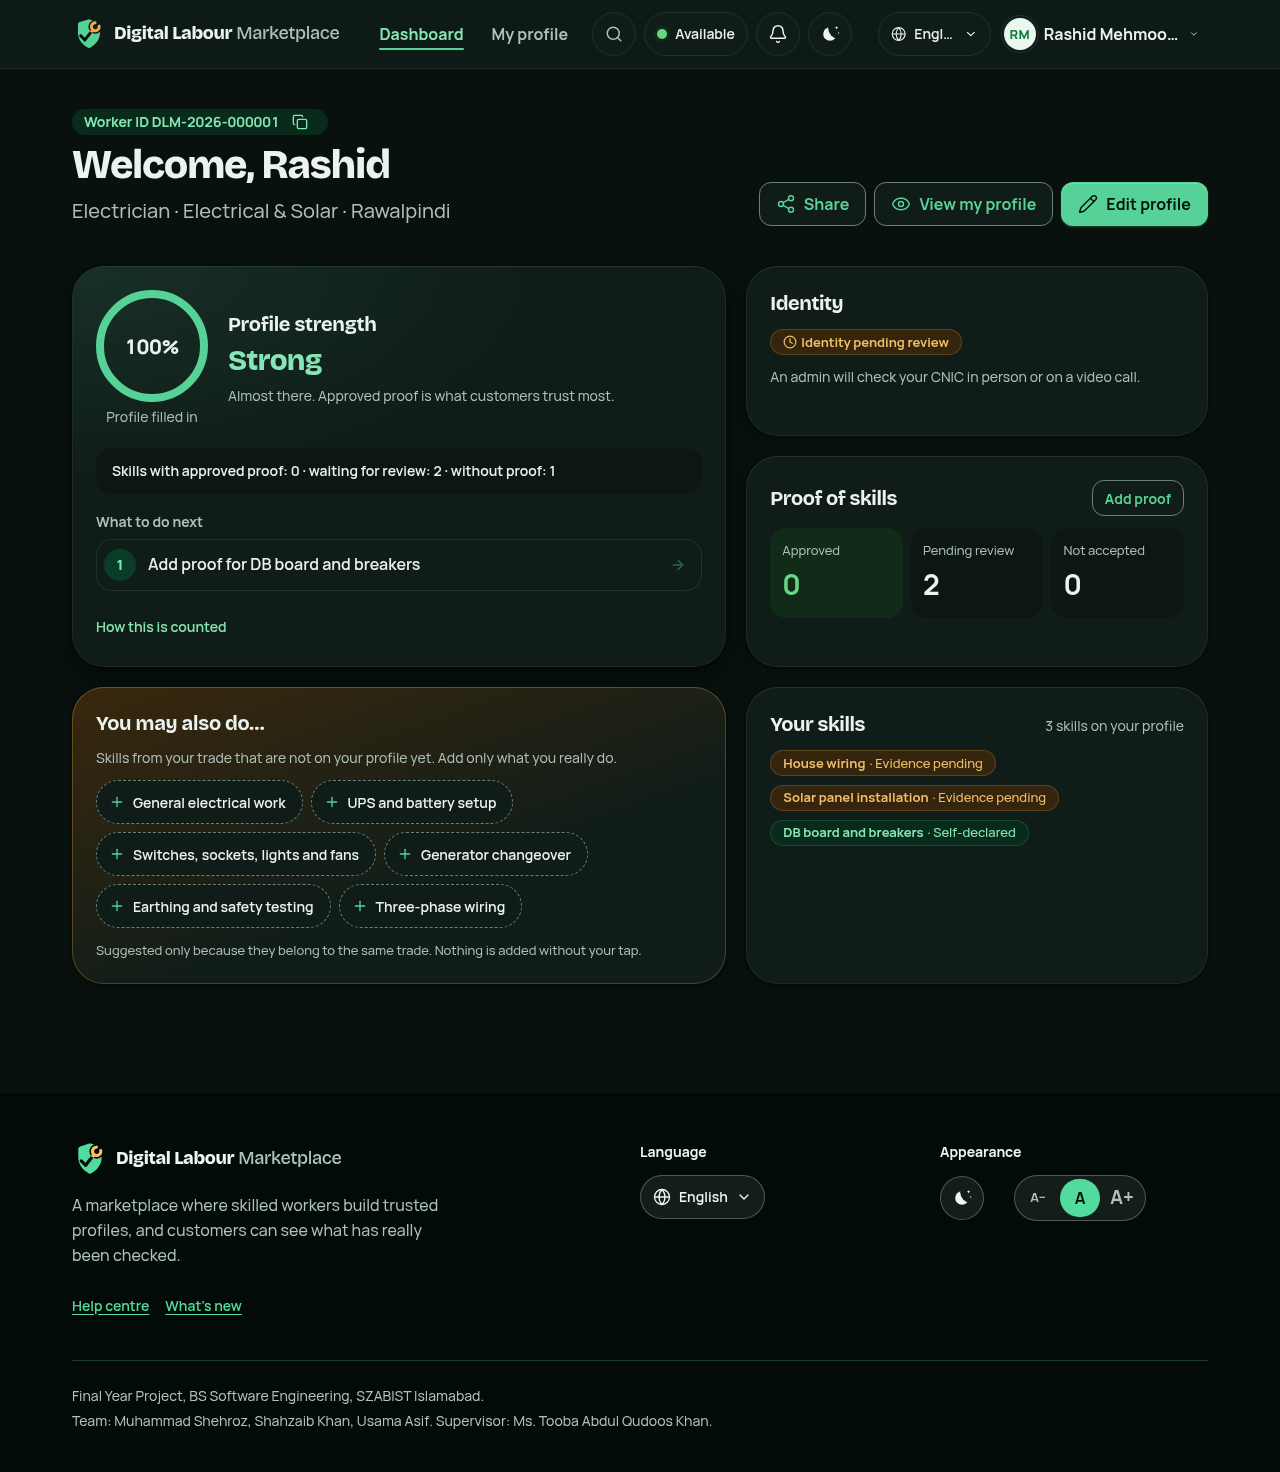 Digital Labour Marketplace
Dashboard
My profile
Available
Engl...
RM
Rashid Mehmoo...
Worker ID DLM-2026-000001
Welcome, Rashid
Electrician · Electrical & Solar · Rawalpindi
Share
View my profile
Edit profile
100%
Profile filled in
Profile strength
Strong
Almost there. Approved proof is what customers trust most.
Skills with approved proof: 0 · waiting for review: 2 · without proof: 1
What to do next
1
Add proof for DB board and breakers
How this is counted
Identity
Identity pending review
An admin will check your CNIC in person or on a video call.
Proof of skills
Add proof
Approved
0
Pending review
2
Not accepted
0
You may also do...
Skills from your trade that are not on your profile yet. Add only what you really do.
General electrical work
UPS and battery setup
Switches, sockets, lights and fans
Generator changeover
Earthing and safety testing
Three-phase wiring
Suggested only because they belong to the same trade. Nothing is added without your tap.
Your skills
3 skills on your profile
House wiring · Evidence pending
Solar panel installation · Evidence pending
DB board and breakers · Self-declared
Digital Labour Marketplace
A marketplace where skilled workers build trusted
profiles, and customers can see what has really
been checked.
Help centre
What's new
Language
English
Appearance
A−
A
A+
Final Year Project, BS Software Engineering, SZABIST Islamabad.
Team: Muhammad Shehroz, Shahzaib Khan, Usama Asif. Supervisor: Ms. Tooba Abdul Qudoos Khan.